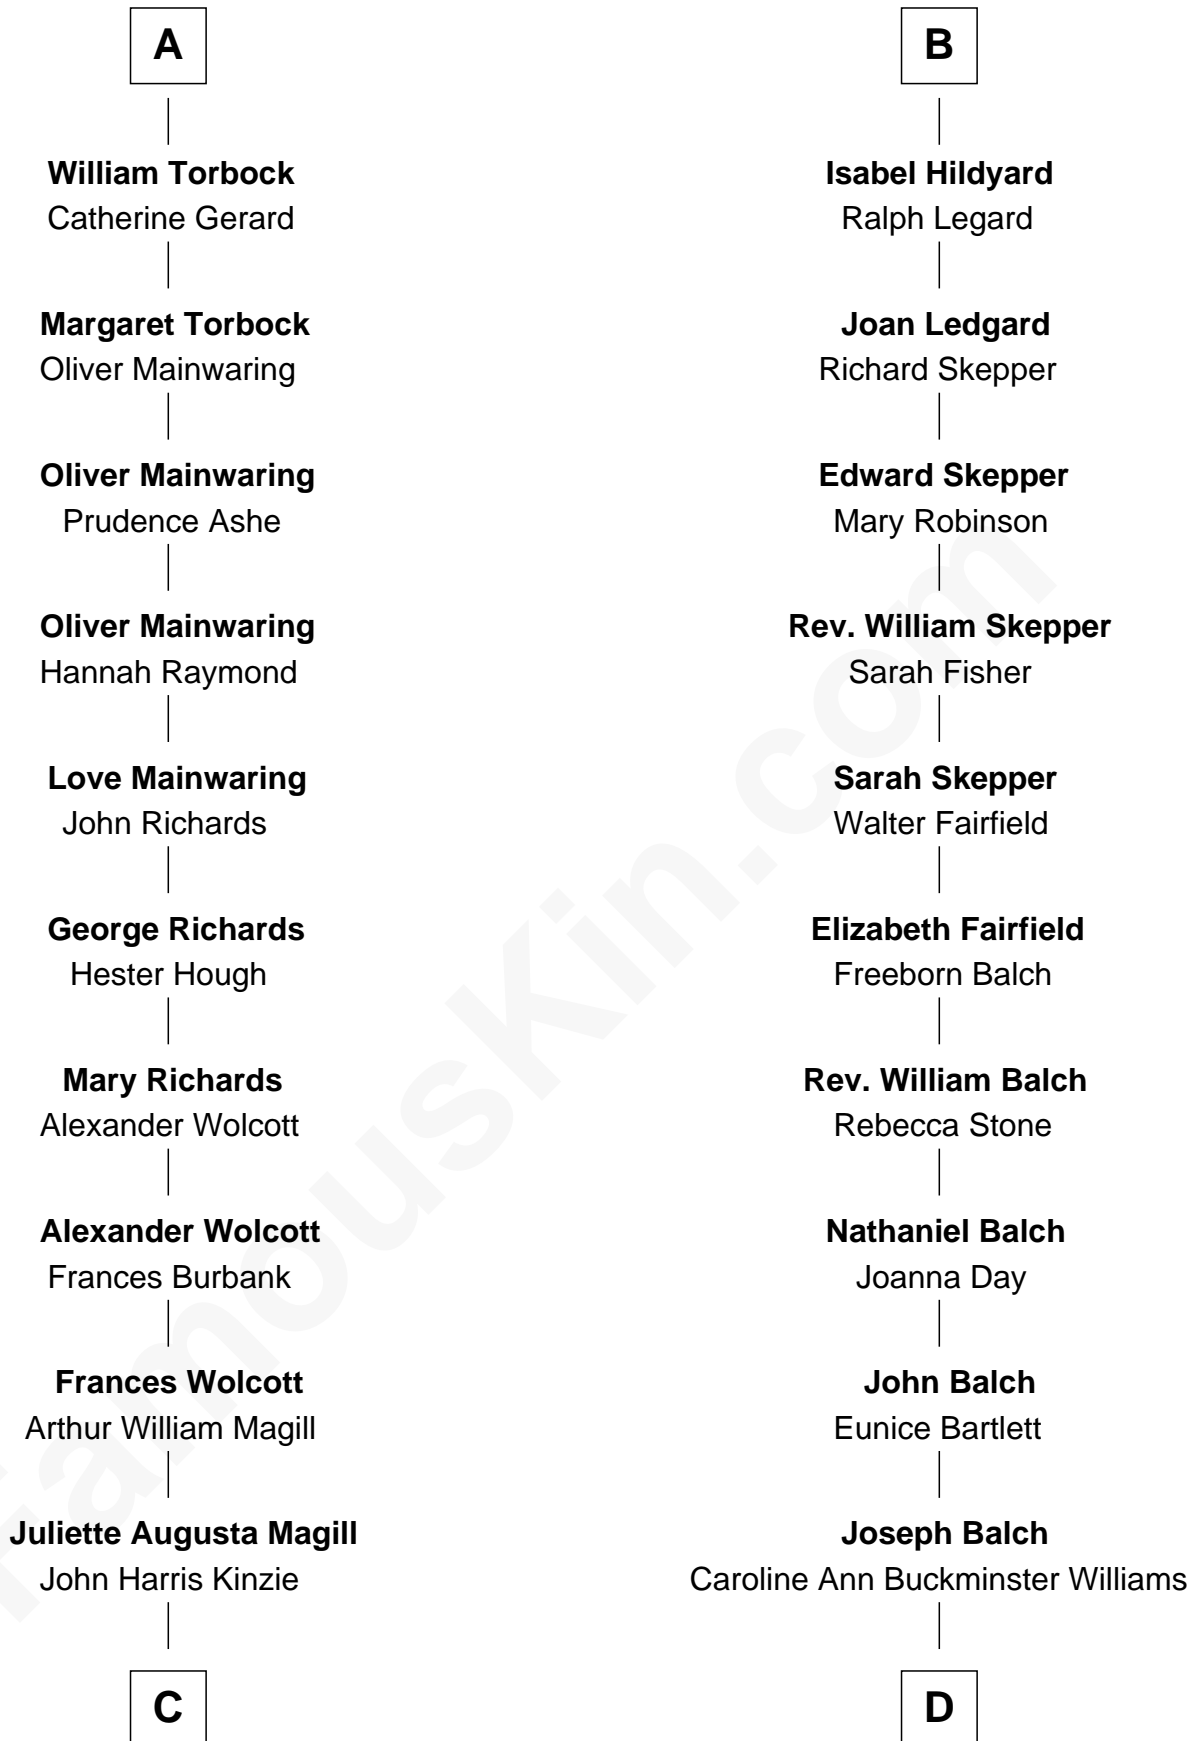 A
William Torbock
Catherine Gerard
Margaret Torbock
Oliver Mainwaring
Oliver Mainwaring
Prudence Ashe
Oliver Mainwaring
Hannah Raymond
Love Mainwaring
John Richards
George Richards
Hester Hough
Mary Richards
Alexander Wolcott
Alexander Wolcott
Frances Burbank
Frances Wolcott
Arthur William Magill
Juliette Augusta Magill
John Harris Kinzie
C
B
Isabel Hildyard
Ralph Legard
Joan Ledgard
Richard Skepper
Edward Skepper
Mary Robinson
Rev. William Skepper
Sarah Fisher
Sarah Skepper
Walter Fairfield
Elizabeth Fairfield
Freeborn Balch
Rev. William Balch
Rebecca Stone
Nathaniel Balch
Joanna Day
John Balch
Eunice Bartlett
Joseph Balch
Caroline Ann Buckminster Williams
D
FamousKin.com